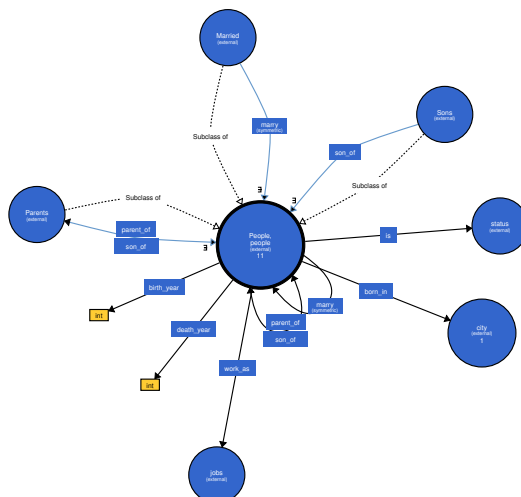 Married
(external)
marry
(symmetric)
Sons
(external)
Subclass of
son_of
Subclass of
Subclass of
Parents
(external)
parent_of
son_of
People,
people
(external)
11
is
status
(external)
birth_year
born_in
int
marry
(symmetric)
parent_of
son_of
city
(external)
1
death_year
int
work_as
jobs
(external)